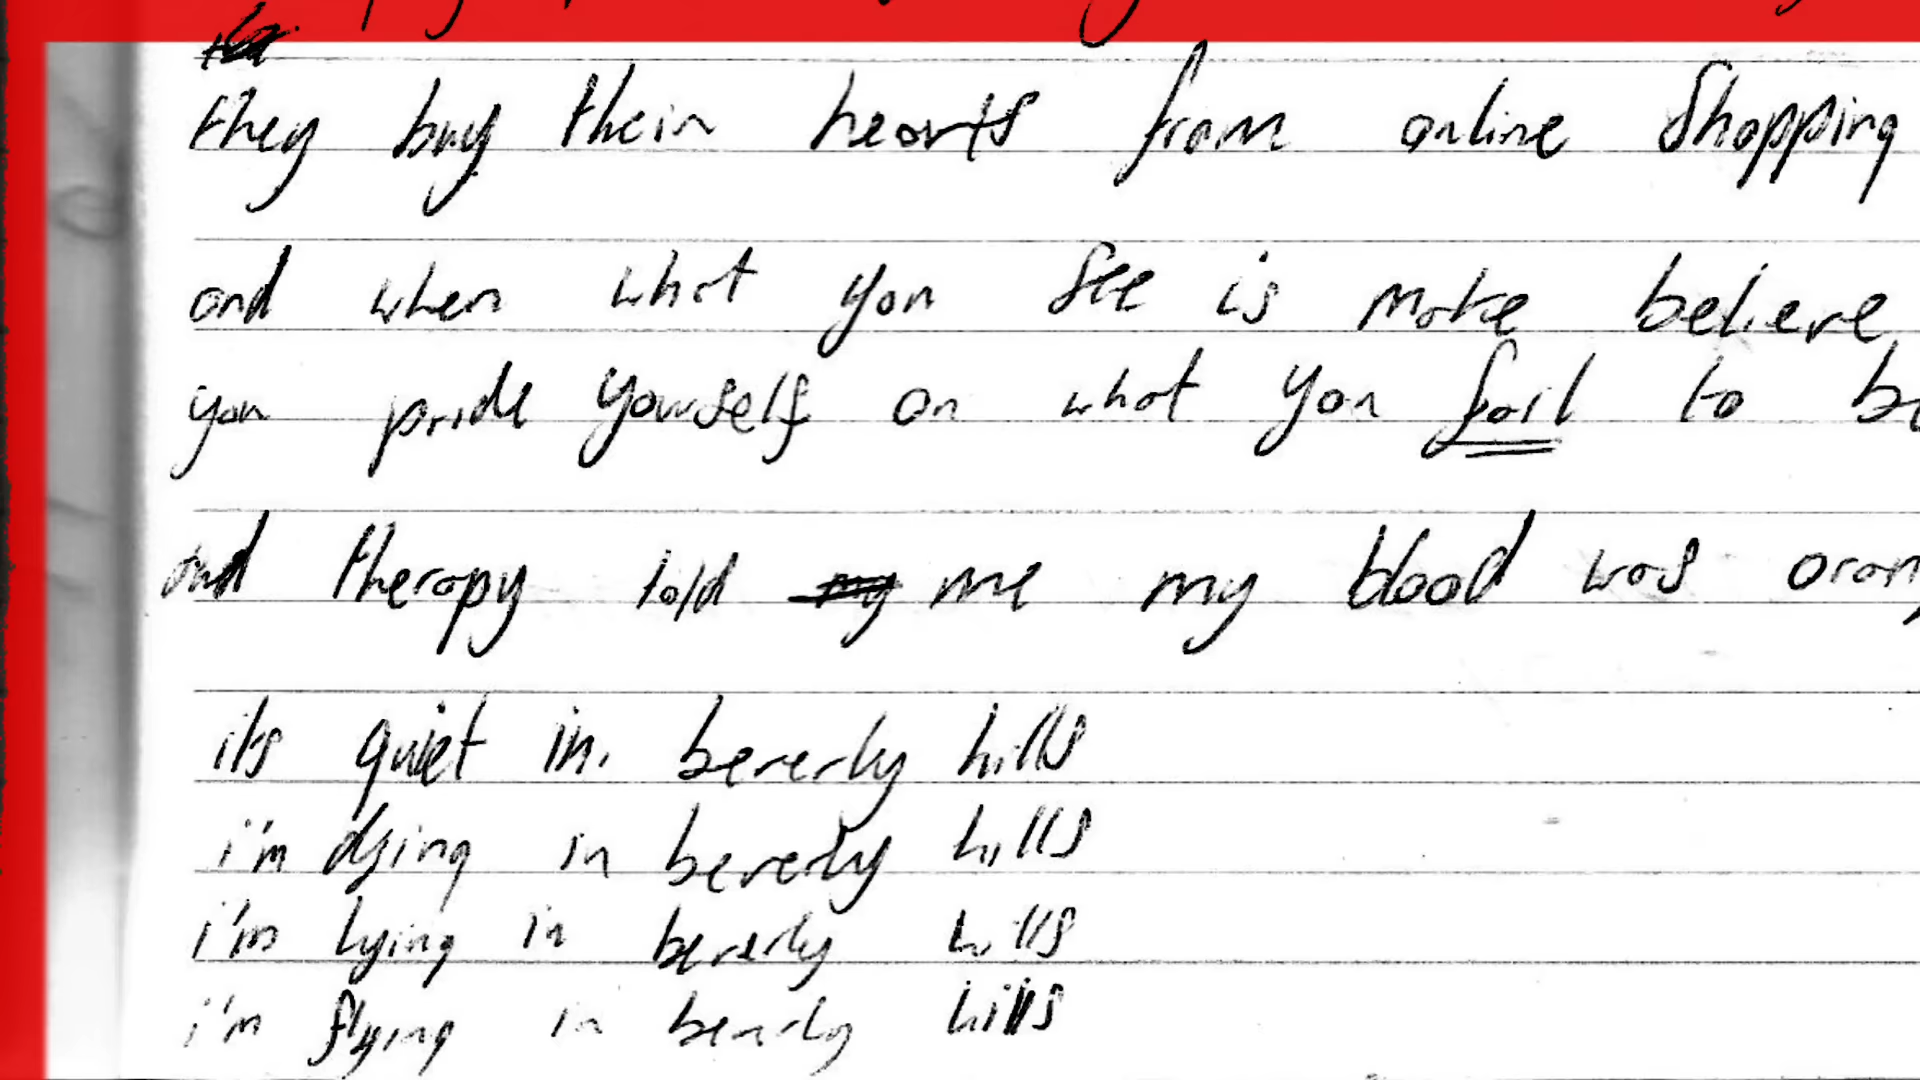 they buy their hearts from online shopping
and when what you see is make believe
you pride yourself on what you fail to
and therapy told me my blood was
its quiet in. beverly hills
i'm dying in beverly hills
i'm lying in beverly hills
i'm flying in beverly hills